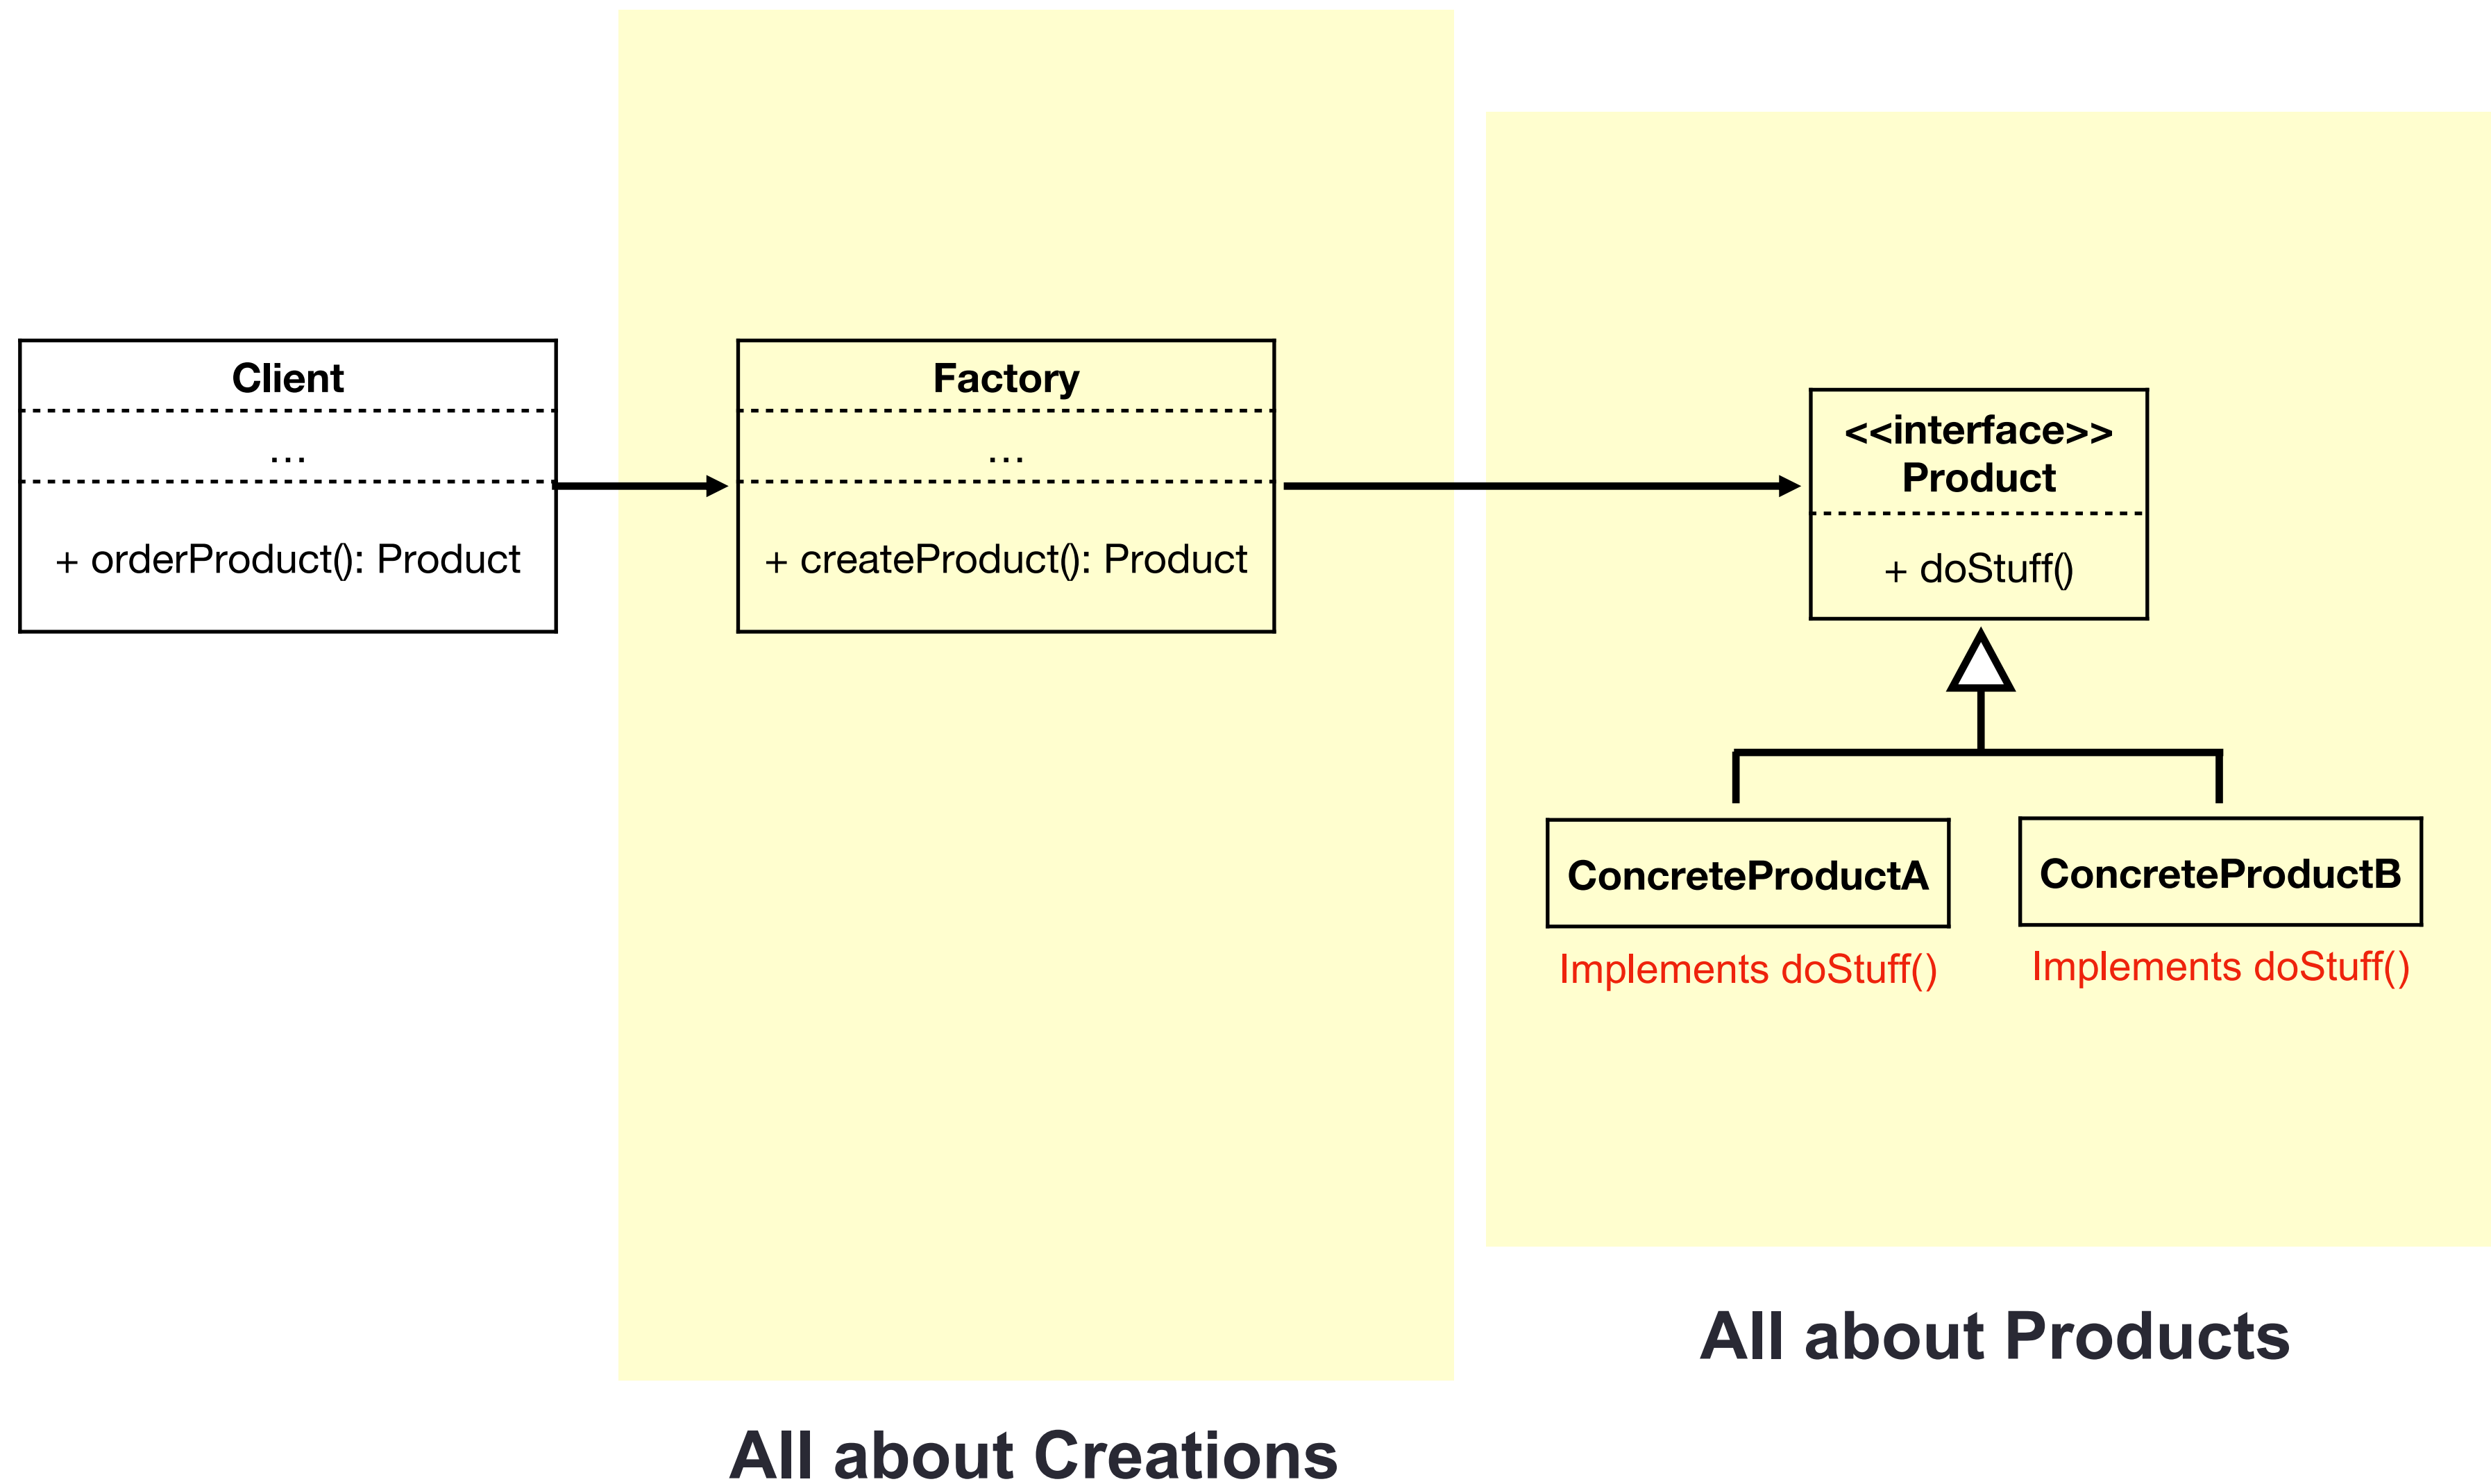 Client
...
+ orderProduct(): Product
Factory
...
+ createProduct(): Product
<<interface>>
Product
+ doStuff()
ConcreteProductA
Implements doStuff()
ConcreteProductB
Implements doStuff()
All about Products
All about Creations